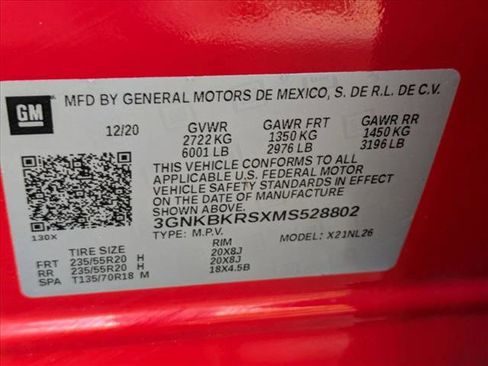 GM
MFD BY GENERAL MOTORS DE MEXICO, S. DE R.L. DE C.V.
12/20 GVWR GAWR FRT GAWR RR
2722 KG 1350 KG 1450 KG
6001 LB 2976 LB 3196 LB
THIS VEHICLE CONFORMS TO ALL
APPLICABLE U.S. FEDERAL MOTOR
VEHICLE SAFETY STANDARDS IN EFFECT
ON THE DATE OF MANUFACTURE
SHOWN ABOVE.
3GNKBKRSXMS528802
130X TYPE: M.P.V. MODEL: X21NL26
TIRE SIZE RIM
FRT 235/55R20 H 20X8J
RR 235/55R20 H 20X8J
SPA T135/70R18 M 18X4.5B